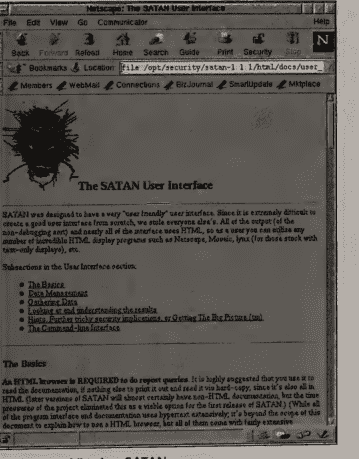 Netscape: The SATAN User Interface
File Edit View Go Communicator Help
Back Forward Reload Home Search Guide Print Security Stop N
Bookmarks Location: file:/opt/security/satan-1.1.1/html/docs/user_
Members WebMail Connections BizJournal SmartUpdate Mktplace
The SATAN User Interface
SATAN was designed to have a very "user friendly" user interface. Since it is extremely difficult to
create a good user interface from scratch, we stole everyone else's. All of the output (of the
non-debugging sort) and nearly all of the interface uses HTML, so as a user you can utilize any
number of incredible HTML display programs such as Netscape, Mosaic, lynx (for those stuck with
text-only displays), etc.
Subsections in the User Interface section:
The Basics
Data Management
Gathering Data
Looking at and understanding the results
Hints, Further tricky security implications, or Getting The Big Picture (tm)
The Command-line Interface
The Basics
An HTML browser is REQUIRED to do report queries. It is highly suggested that you use it to
read the documentation, if nothing else to print it out and read it via hard-copy, since it's also all in
HTML. (later versions of SATAN will almost certainly have non-HTML documentation, but the time
pressures of the project eliminated this as a viable option for the first release of SATAN.) (While all
of the program interface and documentation uses hypertext extensively, it's beyond the scope of this
document to explain how to use a HTML browser, but all of them come with fairly extensive